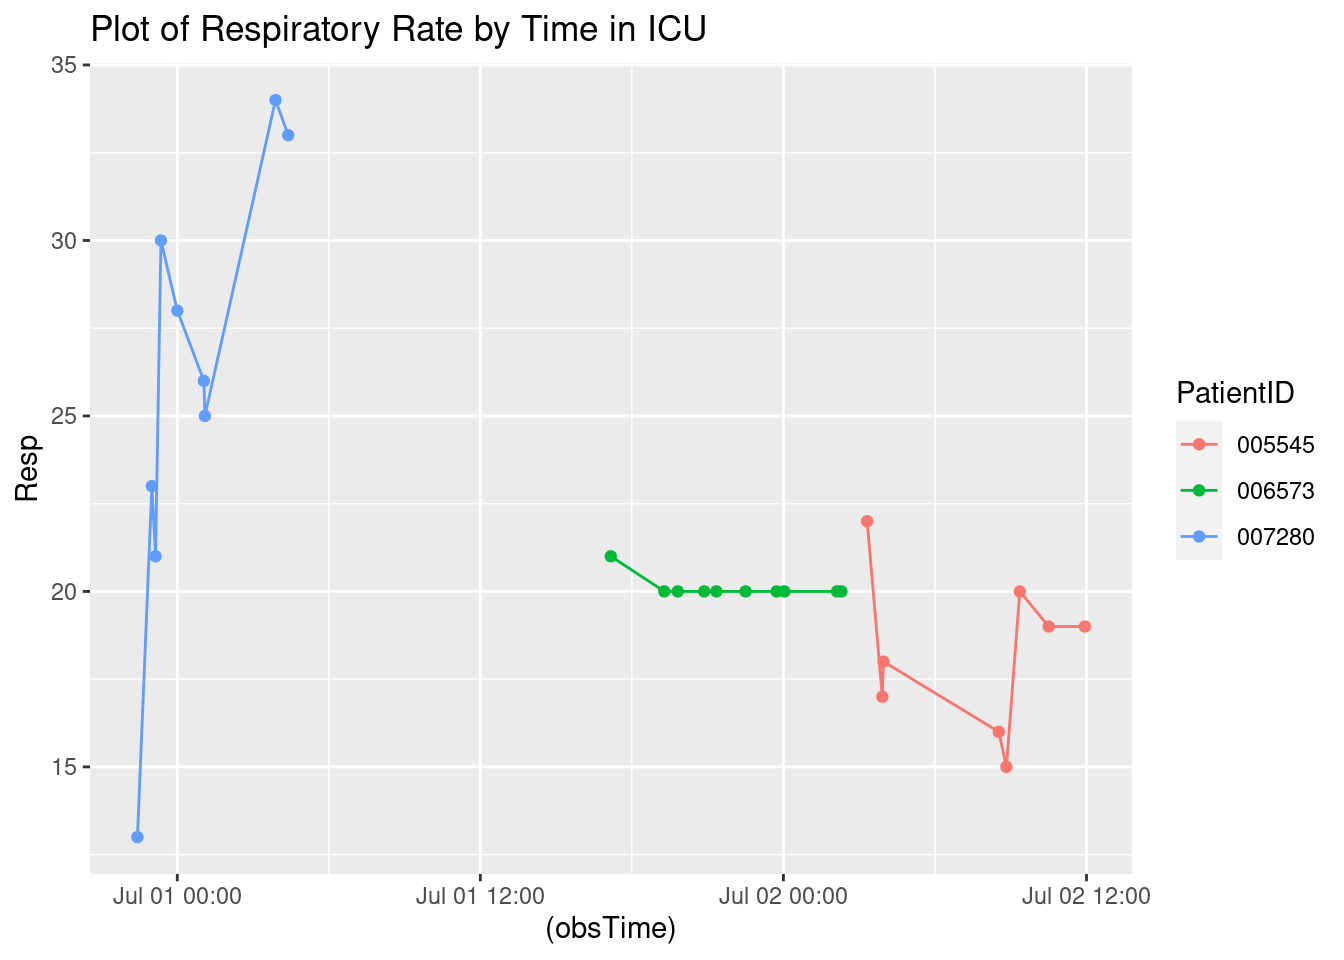 Plot of Respiratory Rate by Time in ICU
35
30
25
20
15
Resp
Jul 01 00:00
Jul 01 12:00
Jul 02 00:00
Jul 02 12:00
(obsTime)
PatientID
005545
006573
007280